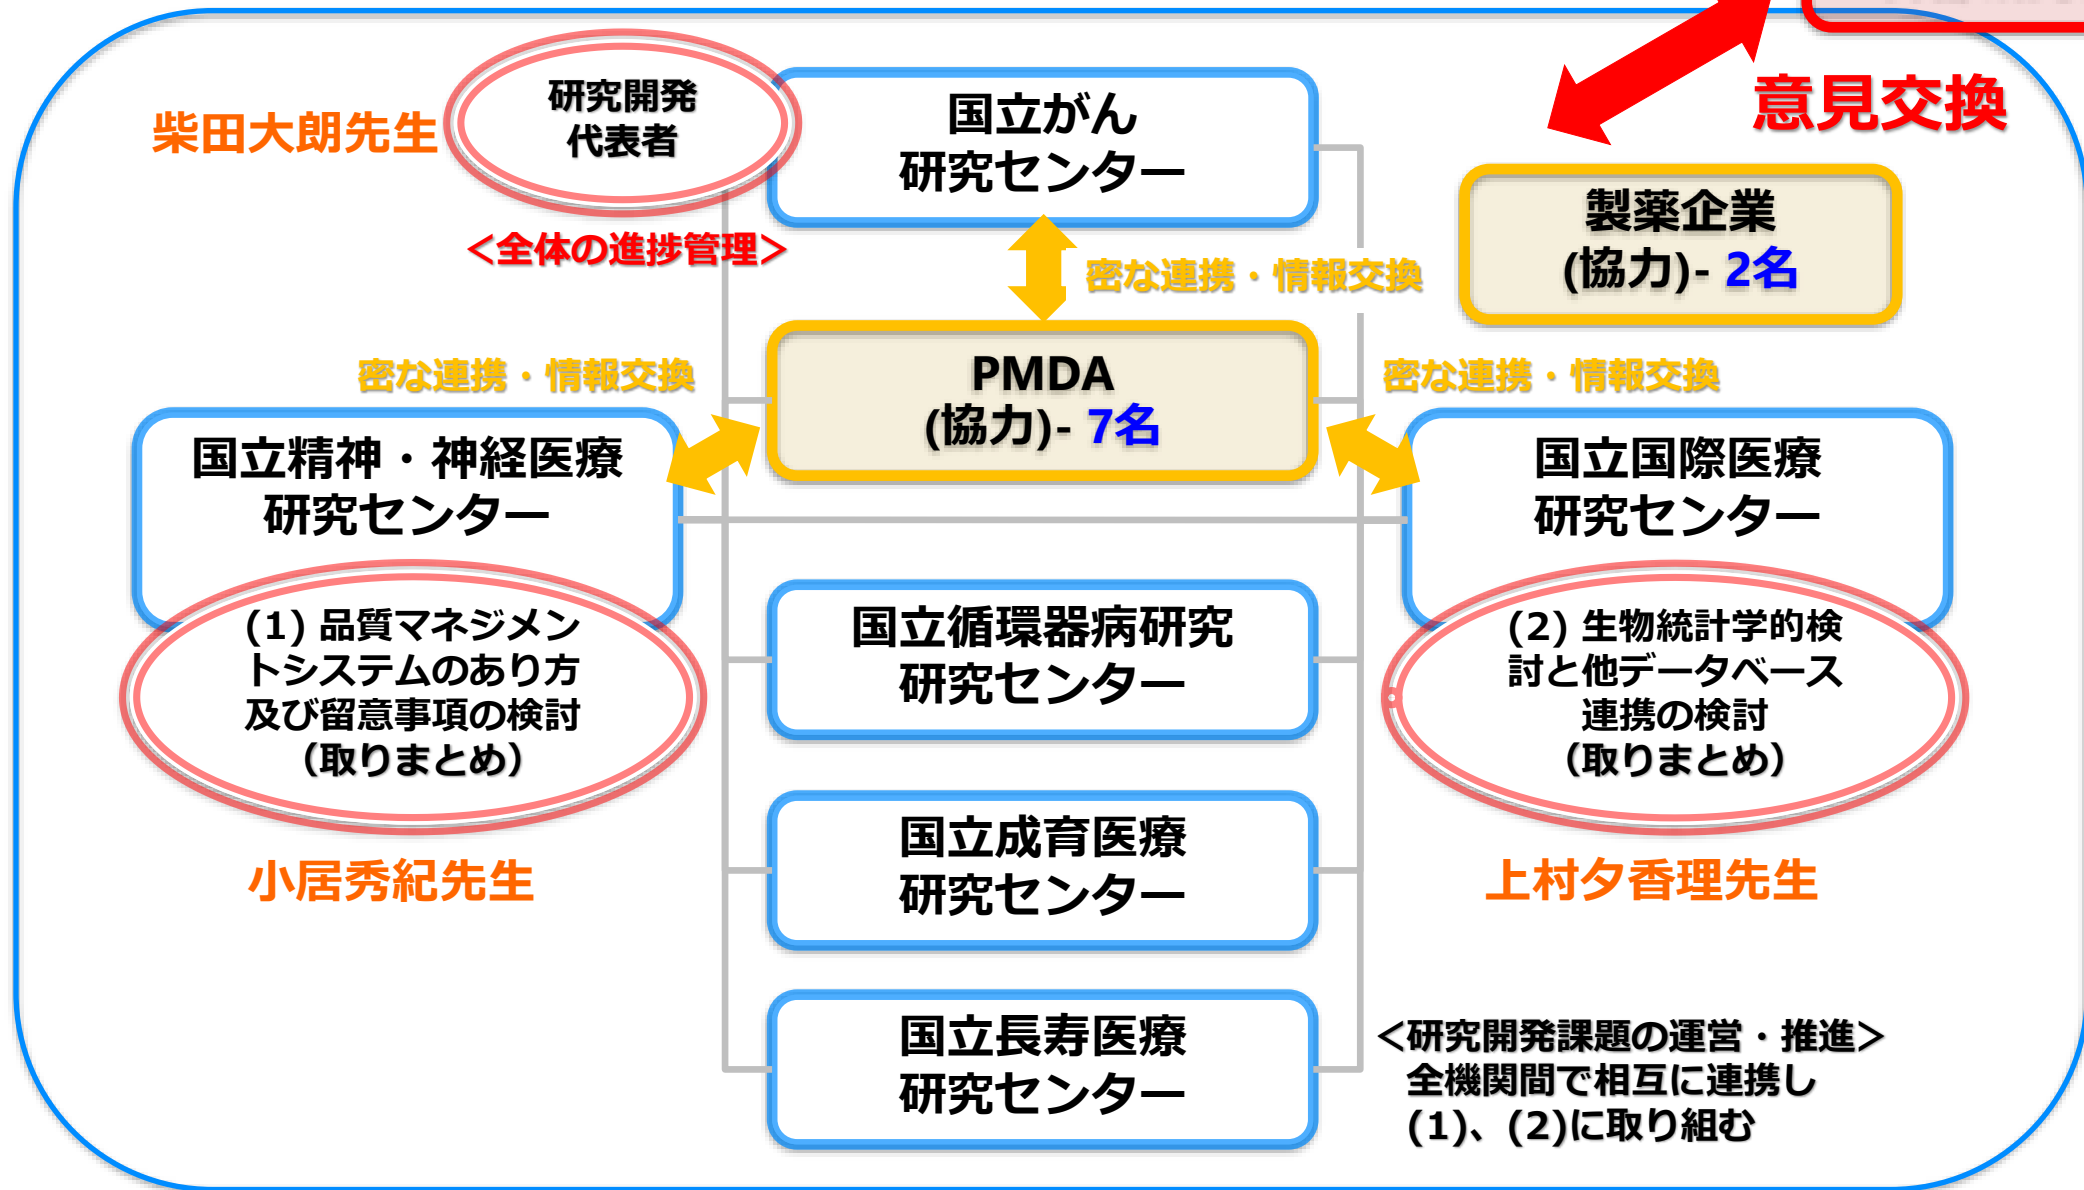 意見交換
柴田大朗先生
研究開発
代表者
国立がん
研究センター
＜全体の進捗管理＞
製薬企業
(協力)- 2名
密な連携・情報交換
PMDA
(協力)- 7名
密な連携・情報交換
密な連携・情報交換
国立精神・神経医療
研究センター
国立国際医療
研究センター
(1) 品質マネジメン
トシステムのあり方
及び留意事項の検討
（取りまとめ）
小居秀紀先生
国立循環器病研究
研究センター
(2) 生物統計学的検
討と他データベース
連携の検討
（取りまとめ）
上村夕香理先生
国立成育医療
研究センター
国立長寿医療
研究センター
＜研究開発課題の運営・推進＞
全機関間で相互に連携し
(1)、(2)に取り組む